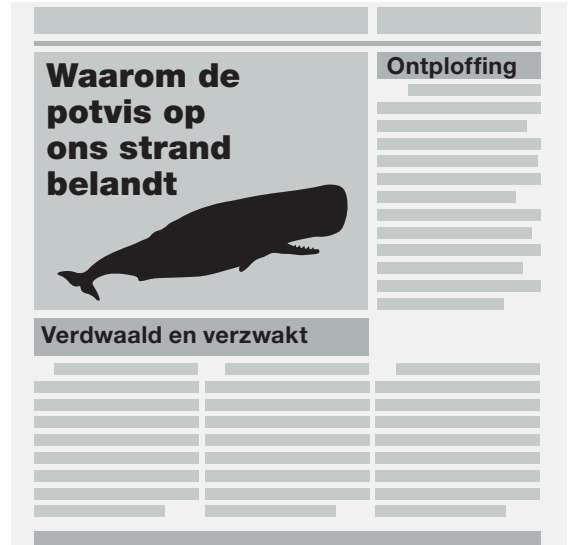 Waarom de
potvis op
ons strand
belandt
Ontploffing
Verdwaald en verzwakt